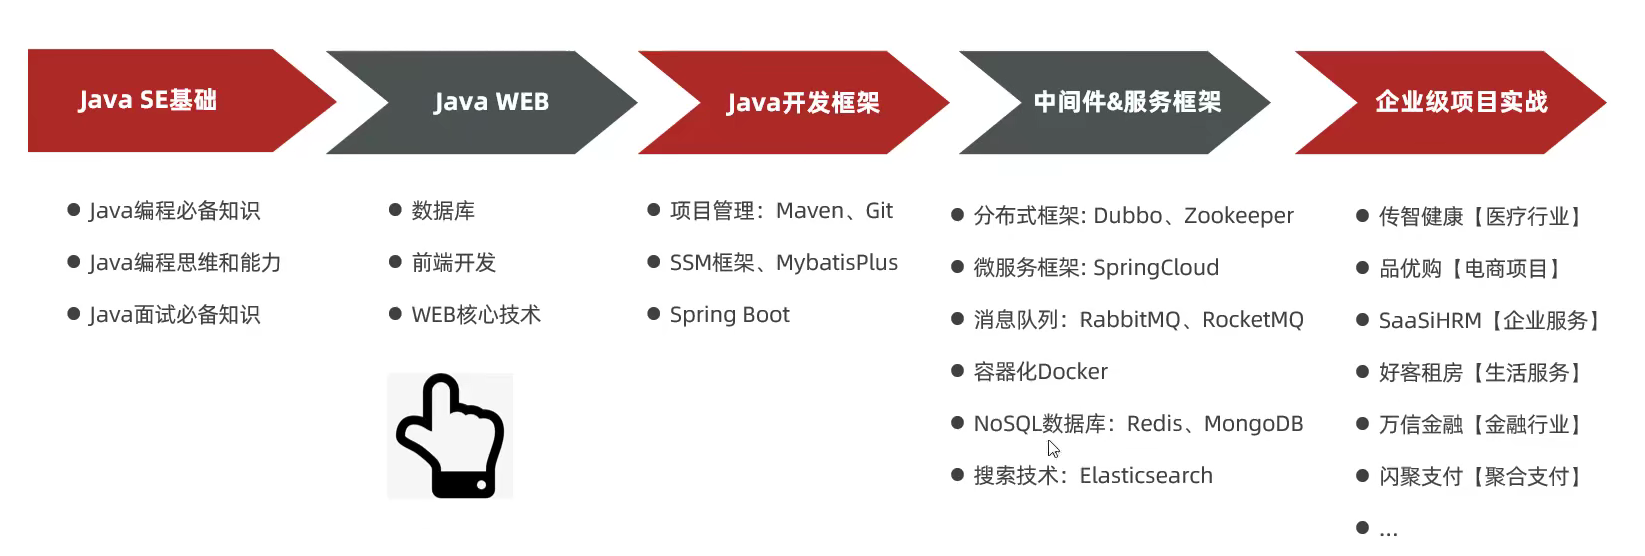 Java SE基础
Java编程必备知识
Java编程思维和能力
Java面试必备知识
Java WEB
数据库
前端开发
WEB核心技术
Java开发框架
项目管理：Maven、Git
SSM框架、MybatisPlus
Spring Boot
中间件&服务框架
分布式框架: Dubbo、Zookeeper
微服务框架: SpringCloud
消息队列：RabbitMQ、RocketMQ
容器化Docker
NoSQL数据库：Redis、MongoDB
搜索技术：Elasticsearch
企业级项目实战
传智健康【医疗行业】
品优购【电商项目】
SaaSiHRM【企业服务】
好客租房【生活服务】
万信金融【金融行业】
闪聚支付【聚合支付】
...